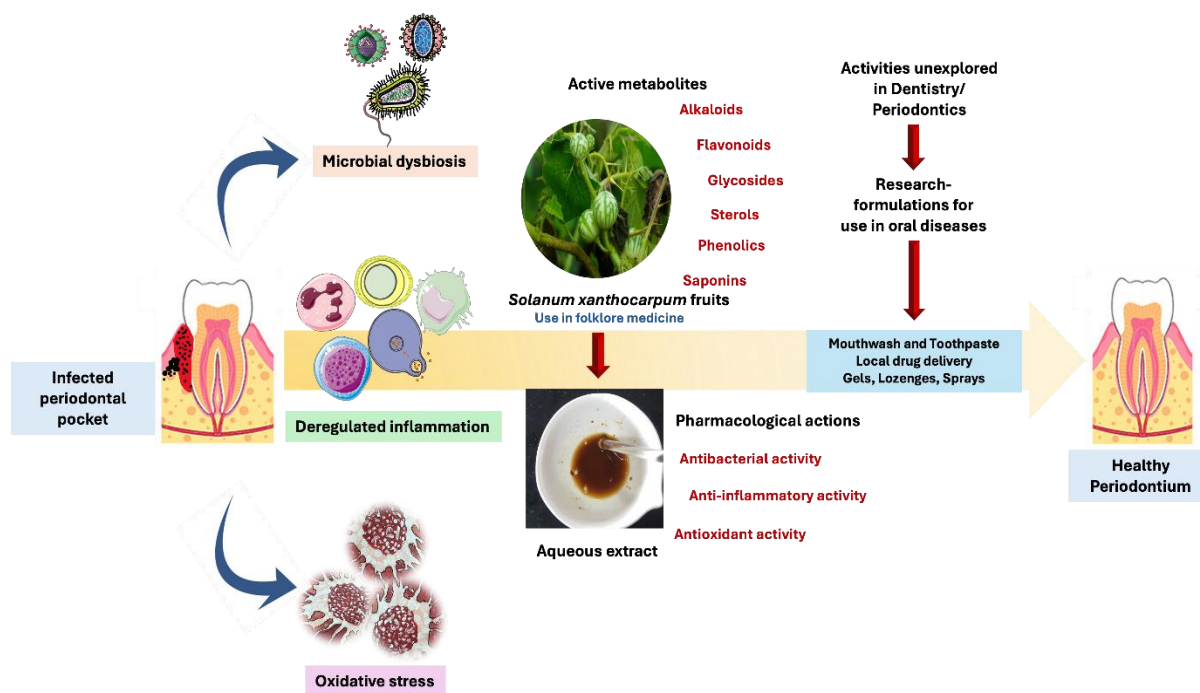 Microbial dysbiosis
Infected
periodontal
pocket
Deregulated inflammation
Oxidative stress
Active metabolites
Alkaloids
Flavonoids
Glycosides
Sterols
Phenolics
Saponins
Solanum xanthocarpum fruits
Use in folklore medicine
Aqueous extract
Pharmacological actions
Antibacterial activity
Anti-inflammatory activity
Antioxidant activity
Activities unexplored
in Dentistry/
Periodontics
Research-
formulations for
use in oral diseases
Mouthwash and Toothpaste
Local drug delivery
Gels, Lozenges, Sprays
Healthy
Periodontium